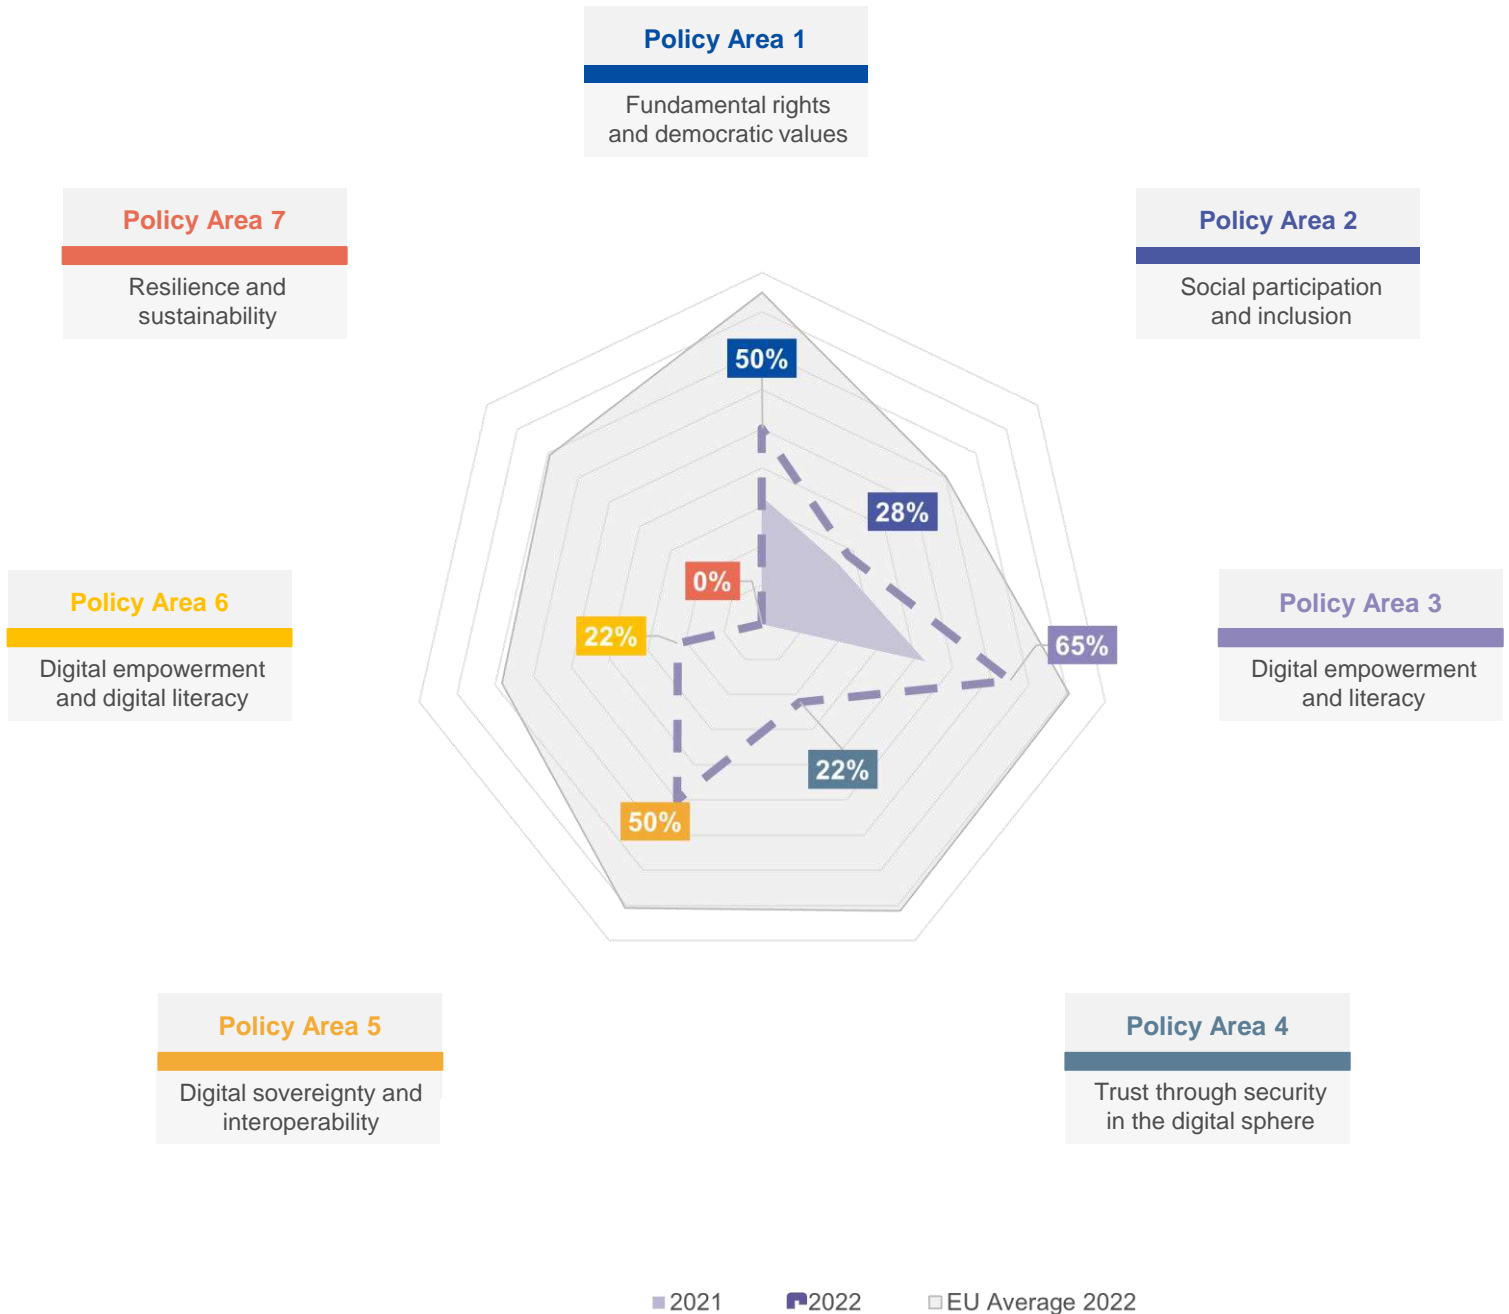 Policy Area 1
Fundamental rights
and democratic values
Policy Area 7
Resilience and
sustainability
Policy Area 2
Social participation
and inclusion
50%
28%
0%
22%
65%
22%
50%
Policy Area 6
Digital empowerment
and digital literacy
Policy Area 3
Digital empowerment
and literacy
Policy Area 5
Digital sovereignty and
interoperability
Policy Area 4
Trust through security
in the digital sphere
2021
2022
EU Average 2022